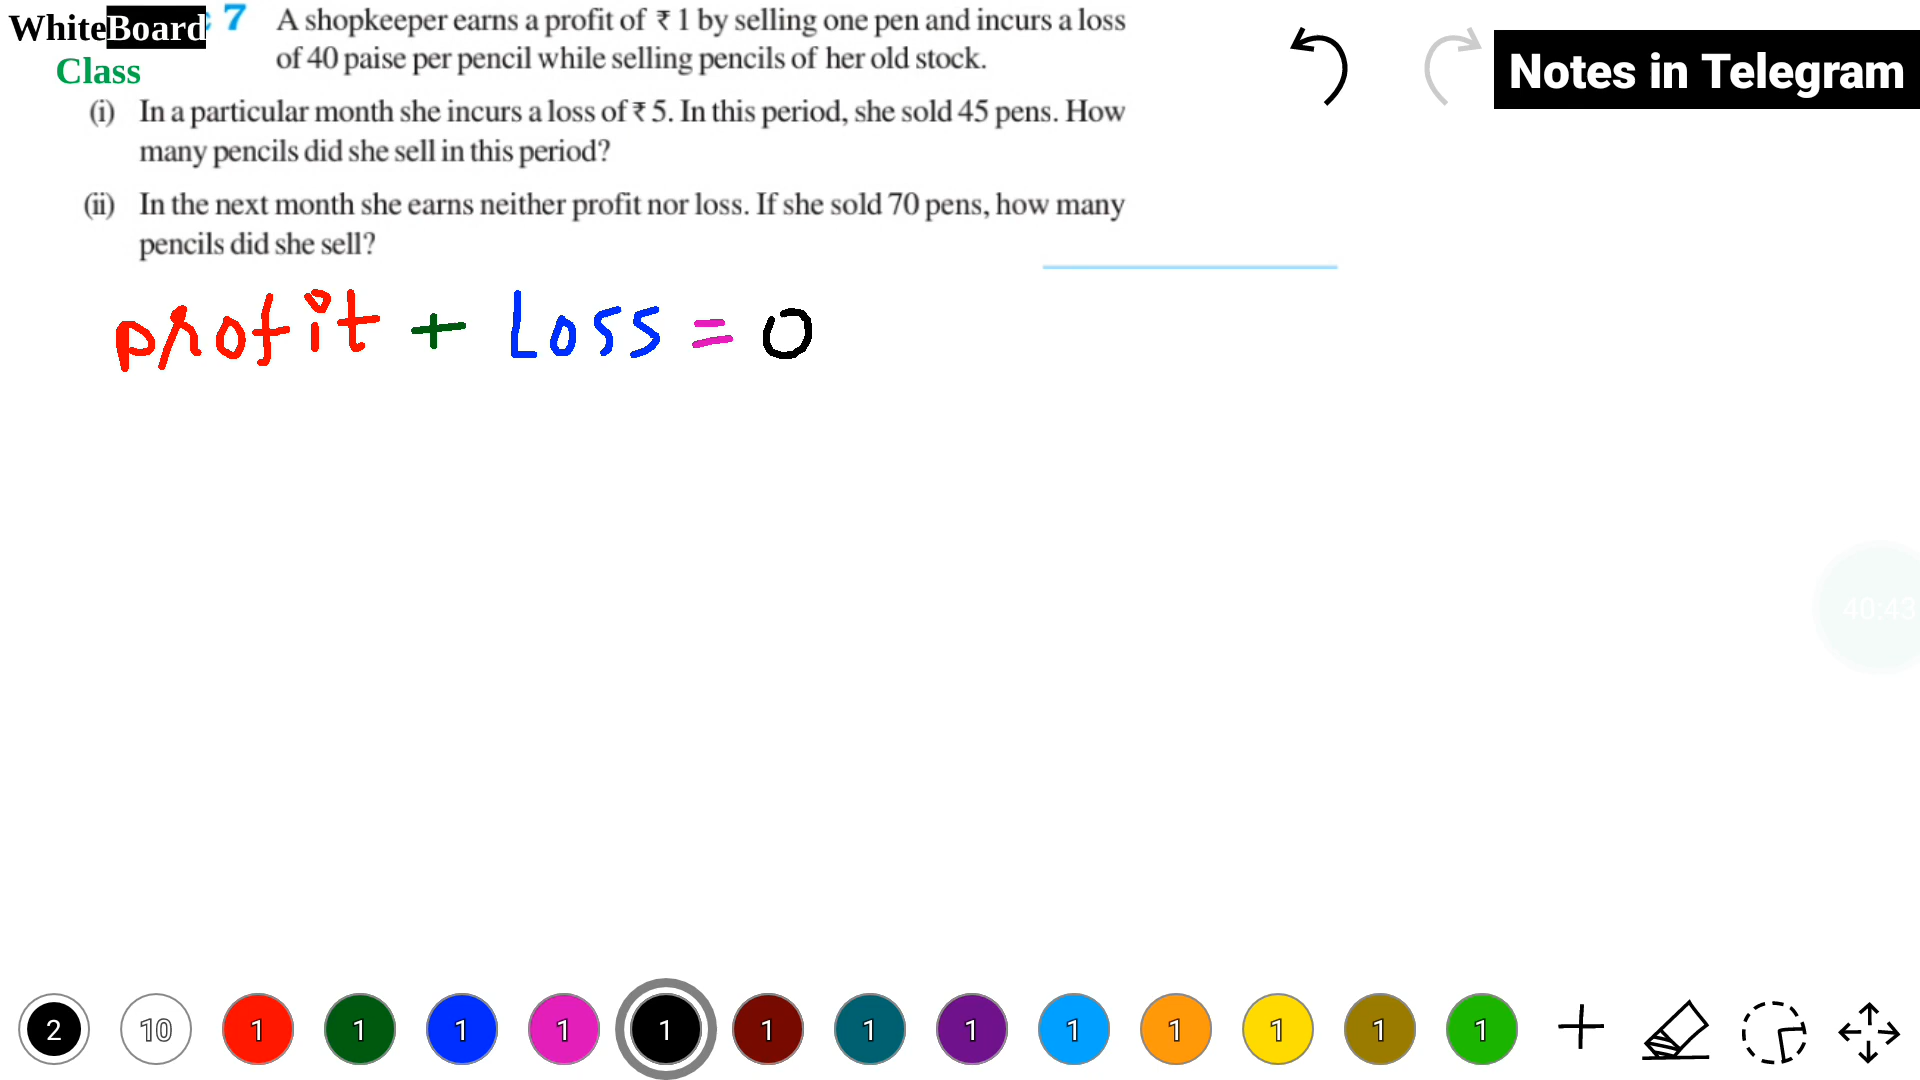 WhiteBoard
Class
7 A shopkeeper earns a profit of ₹ 1 by selling one pen and incurs a loss
of 40 paise per pencil while selling pencils of her old stock.
(i) In a particular month she incurs a loss of ₹ 5. In this period, she sold 45 pens. How
many pencils did she sell in this period?
(ii) In the next month she earns neither profit nor loss. If she sold 70 pens, how many
pencils did she sell?
Notes in Telegram
profit + Loss = 0
40:43
2 10 1 1 1 1 1 1 1 1 1 1 1 1 1